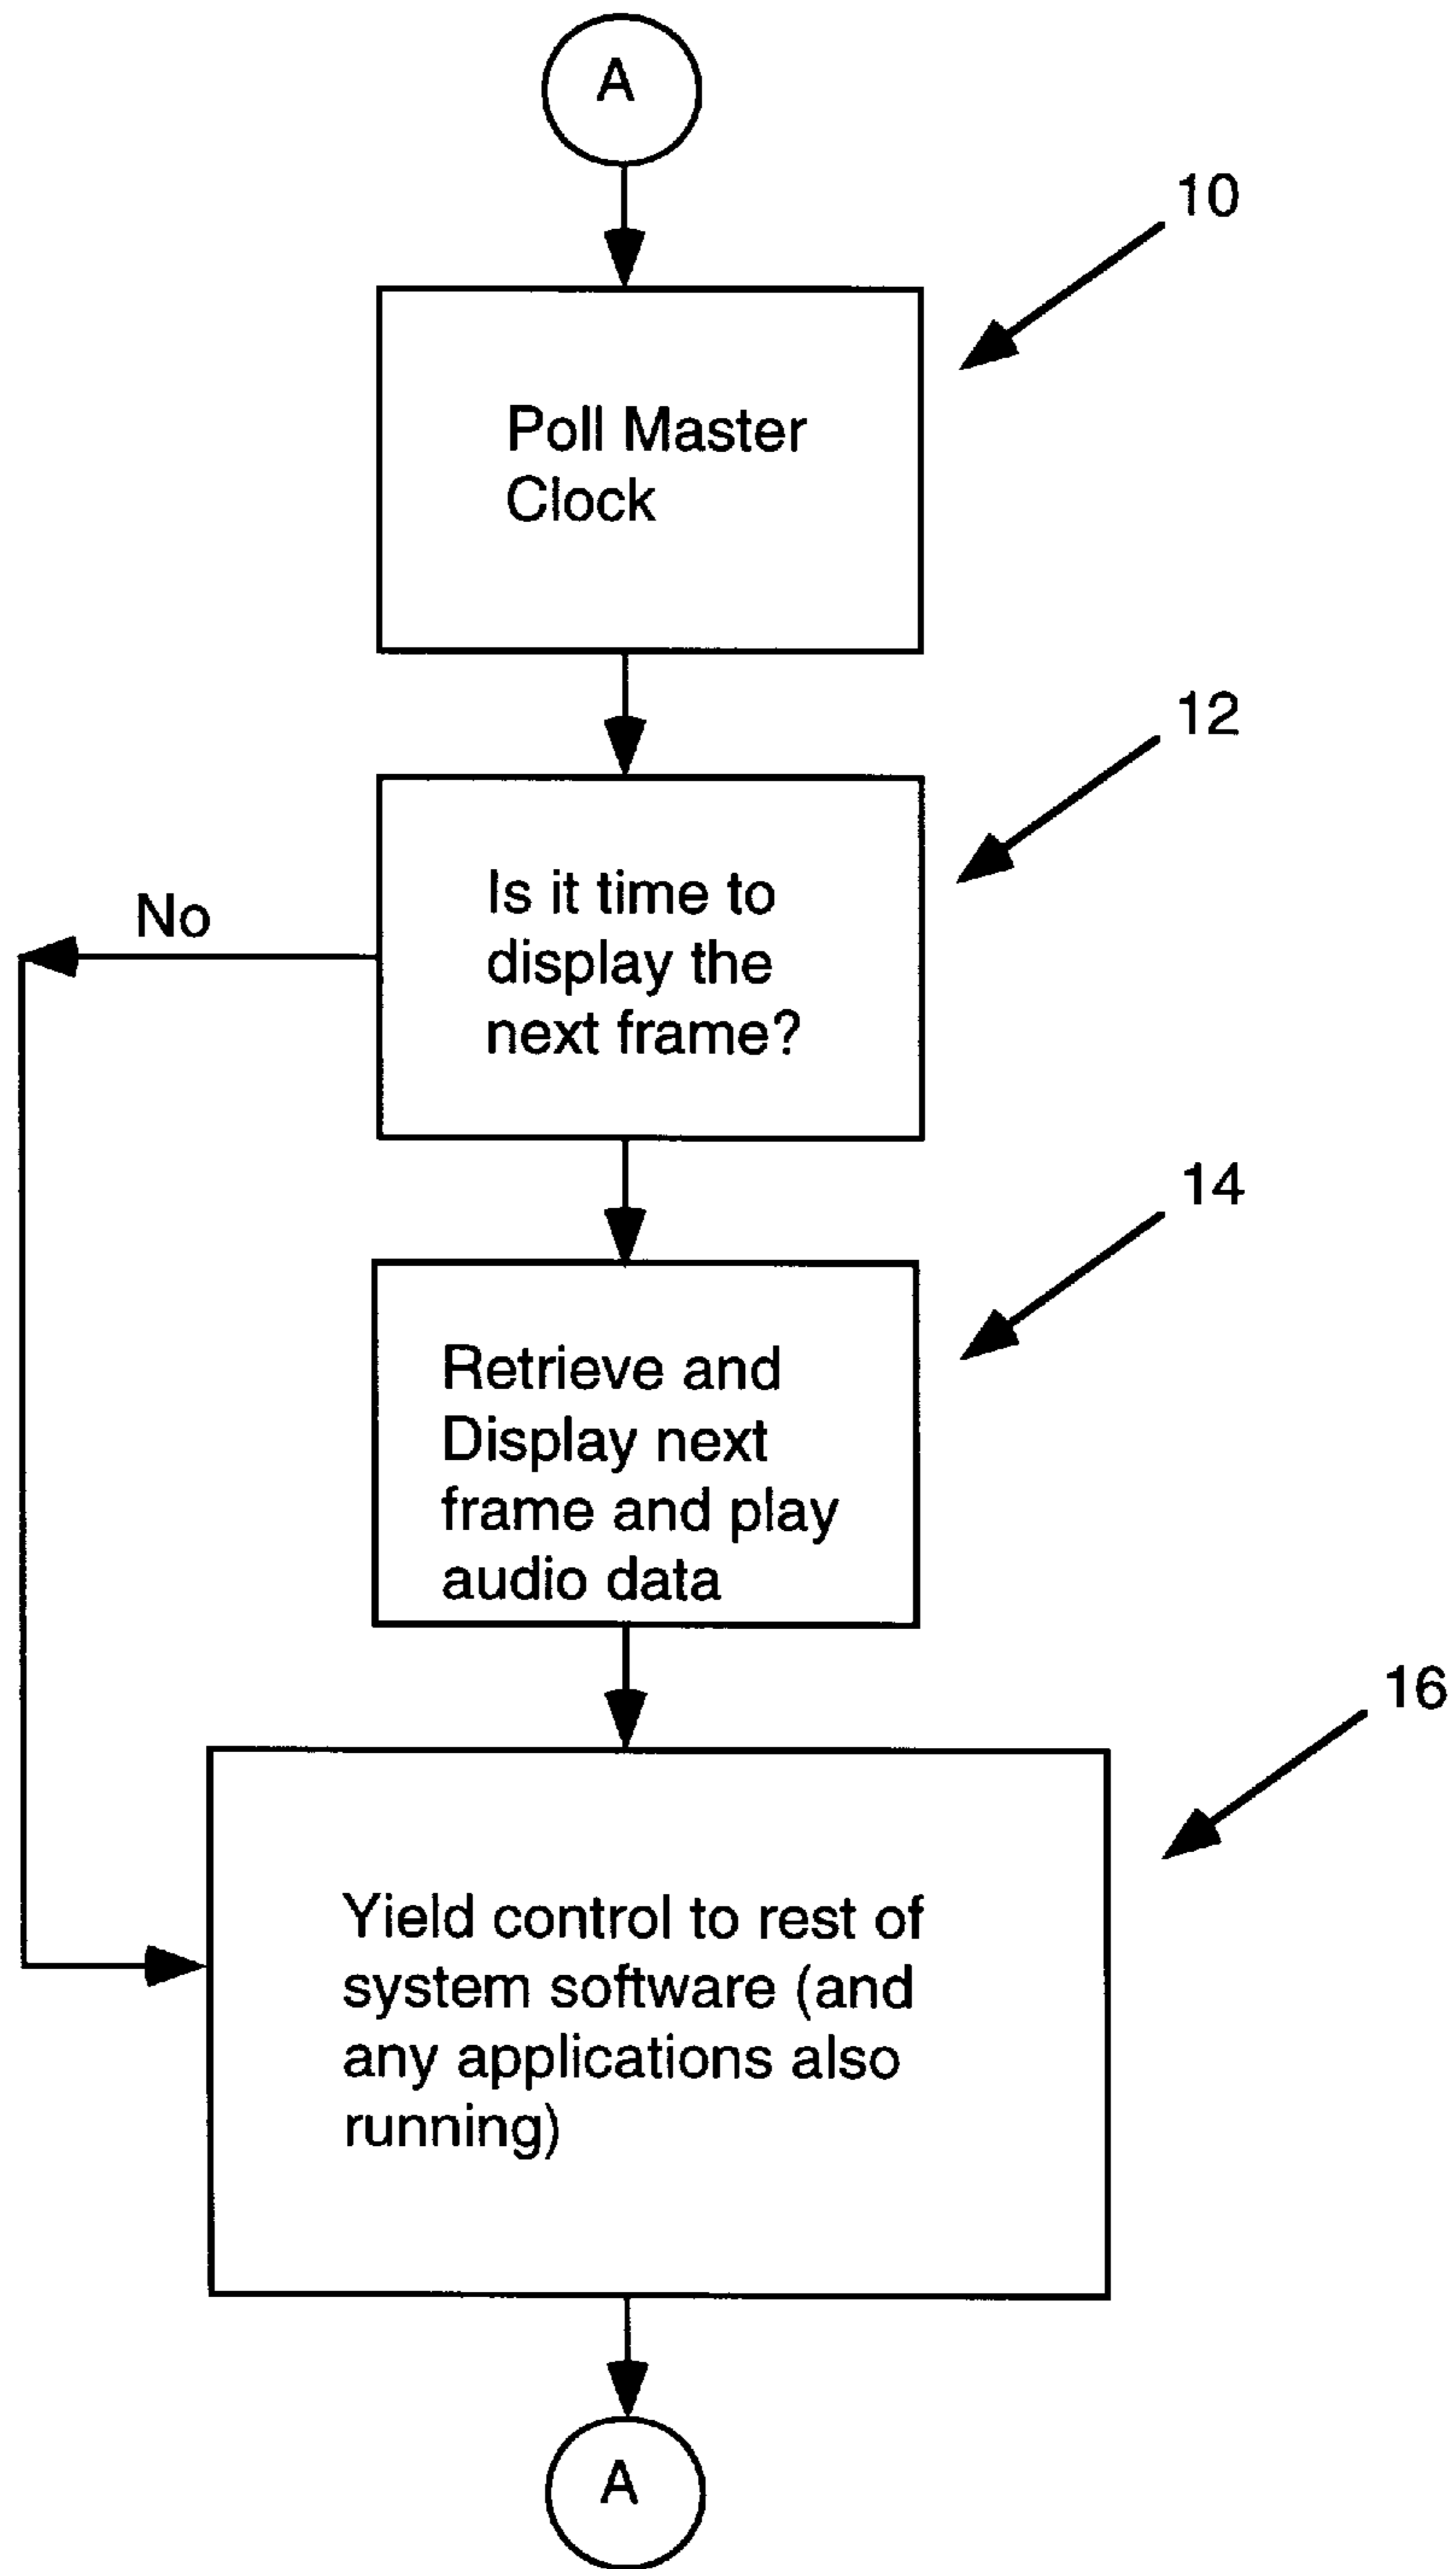 A
10
Poll Master
Clock
12
Is it time to
display the
next frame?
No
14
Retrieve and
Display next
frame and play
audio data
16
Yield control to rest of
system software (and
any applications also
running)
A